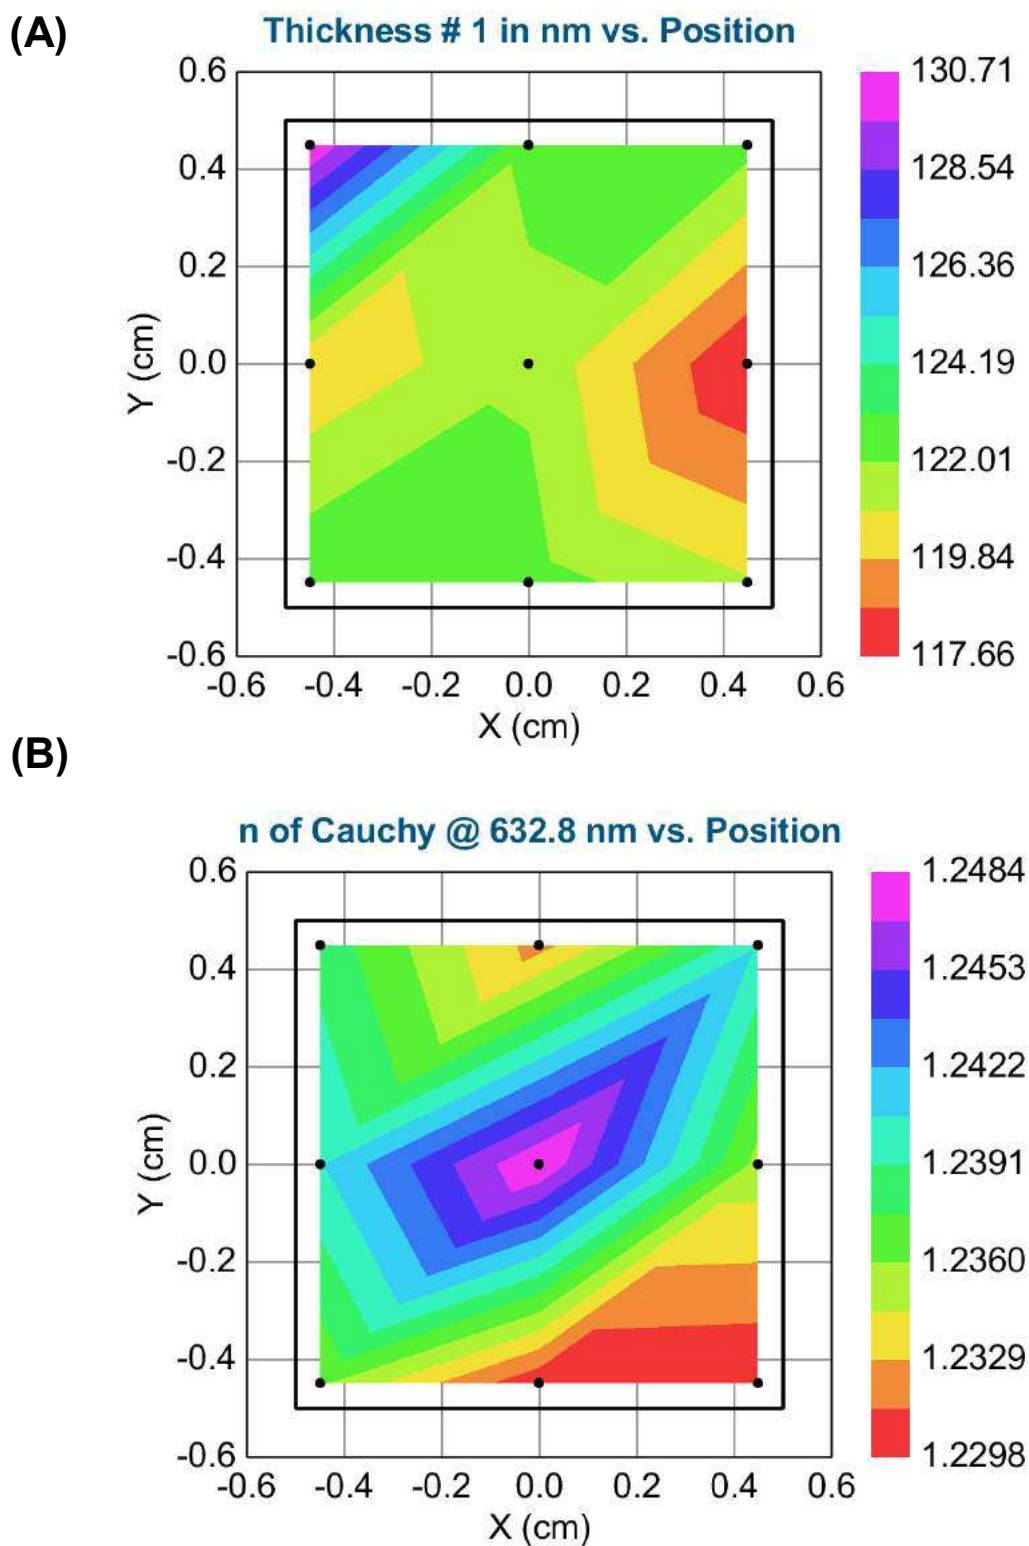 (A)
Thickness # 1 in nm vs. Position
0.6
0.4
0.2
0.0
-0.2
-0.4
-0.6
Y (cm)
-0.6 -0.4 -0.2 0.0 0.2 0.4 0.6
X (cm)
130.71
128.54
126.36
124.19
122.01
119.84
117.66
(B)
n of Cauchy @ 632.8 nm vs. Position
0.6
0.4
0.2
0.0
-0.2
-0.4
-0.6
Y (cm)
-0.6 -0.4 -0.2 0.0 0.2 0.4 0.6
X (cm)
1.2484
1.2453
1.2422
1.2391
1.2360
1.2329
1.2298